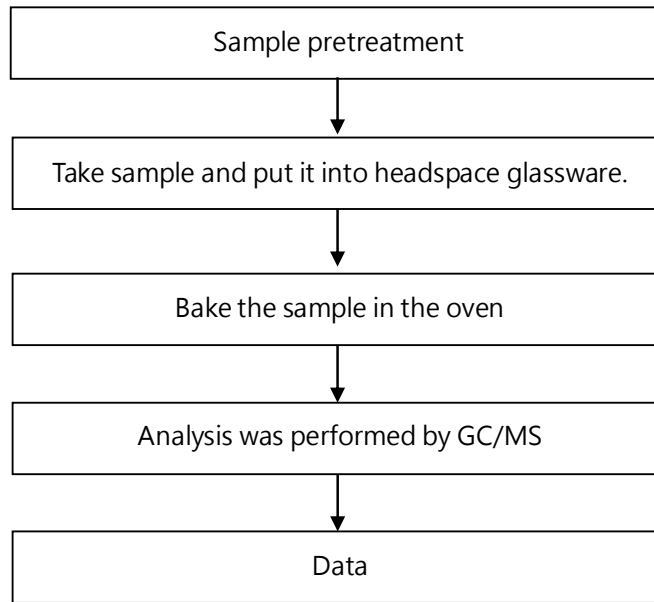 Sample pretreatment
Take sample and put it into headspace glassware.
Bake the sample in the oven
Analysis was performed by GC/MS
Data